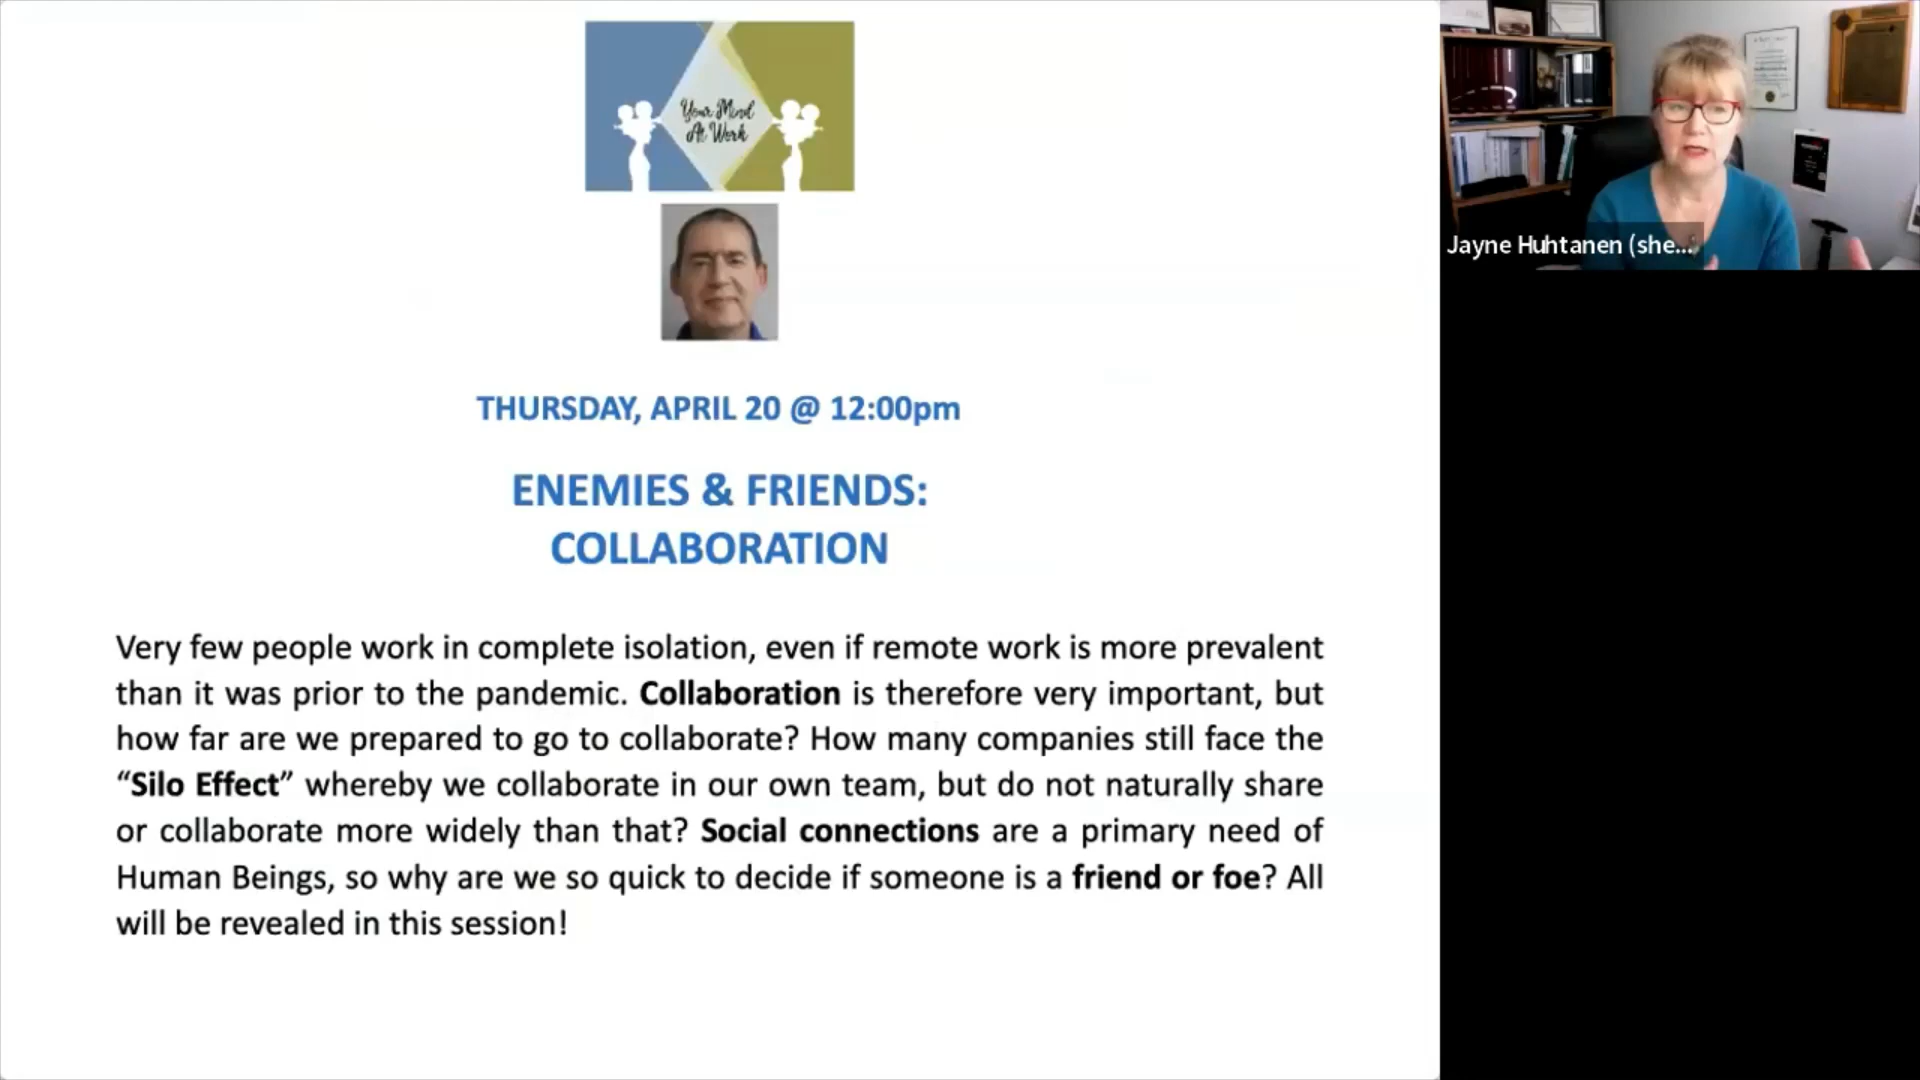 Your Mind
At Work
THURSDAY, APRIL 20 @ 12:00pm
ENEMIES & FRIENDS:
COLLABORATION
Very few people work in complete isolation, even if remote work is more prevalent
than it was prior to the pandemic. Collaboration is therefore very important, but
how far are we prepared to go to collaborate? How many companies still face the
“Silo Effect” whereby we collaborate in our own team, but do not naturally share
or collaborate more widely than that? Social connections are a primary need of
Human Beings, so why are we so quick to decide if someone is a friend or foe? All
will be revealed in this session!
Jayne Huhtanen (she...